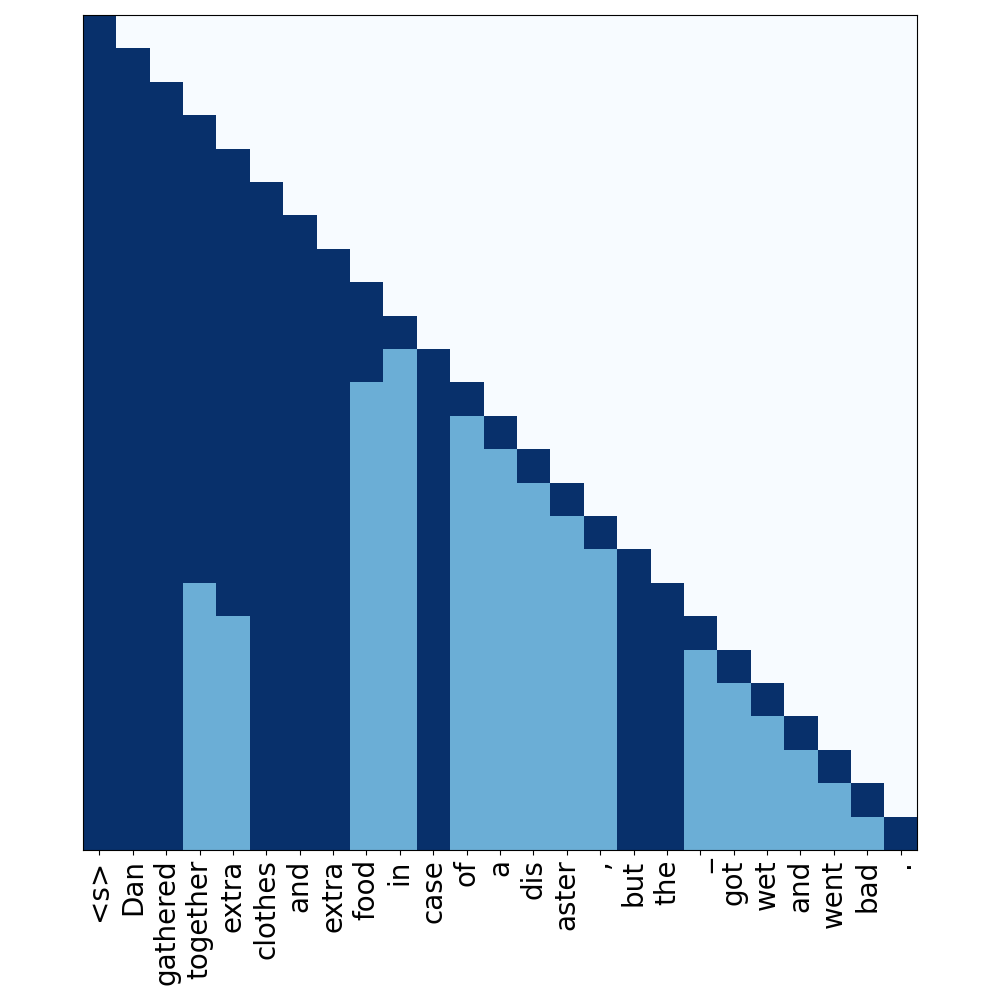 <s> Dan gathered together extra clothes and extra food in case of a dis aster , but the _ got wet and went bad .